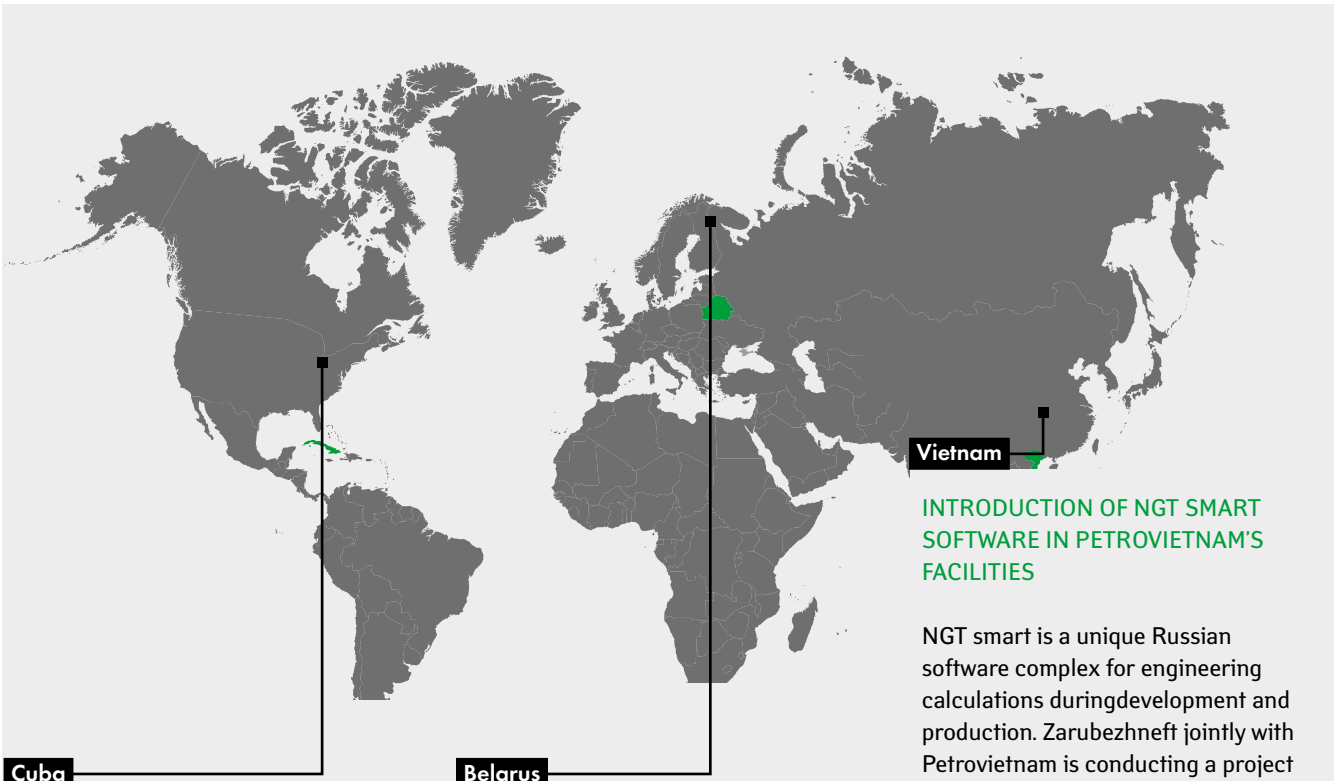 Vietnam
INTRODUCTION OF NGT SMART
SOFTWARE IN PETROVIETNAM'S
FACILITIES
NGT smart is a unique Russian
software complex for engineering
calculations duringdevelopment and
production. Zarubezhneft jointly with
Petrovietnam is conducting a project
Cuba
Belarus